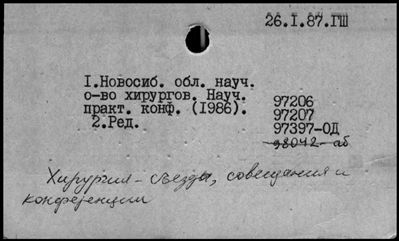 26.I.87.ГШ
I.Новосиб. обл. науч.
о-во хирургов. Науч.
практ. конф. (I986).
2.Ред.
97206
97207
97397-ОД
98042-аб
Хирургия - съезды, совещания и
конференции